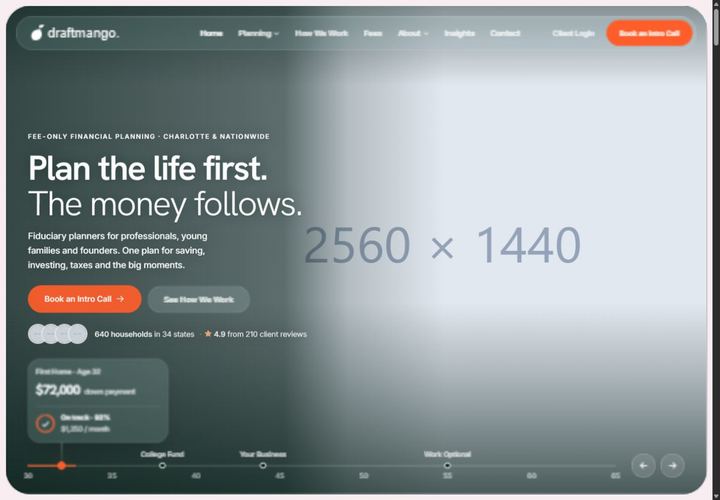 draftmango.
Home Planning How We Work Fees About Insights Contact Client Login Book an Intro Call
FEE-ONLY FINANCIAL PLANNING · CHARLOTTE & NATIONWIDE
Plan the life first.
The money follows.
Fiduciary planners for professionals, young
families and founders. One plan for saving,
investing, taxes and the big moments.
2560 × 1440
Book an Intro Call → See How We Work
640 households in 34 states ★ 4.9 from 210 client reviews
First Home · Age 32
$72,000 down payment
On track · 92%
$1,350 / month
College Fund Your Business Work Optional
30 35 40 45 50 55 60 65